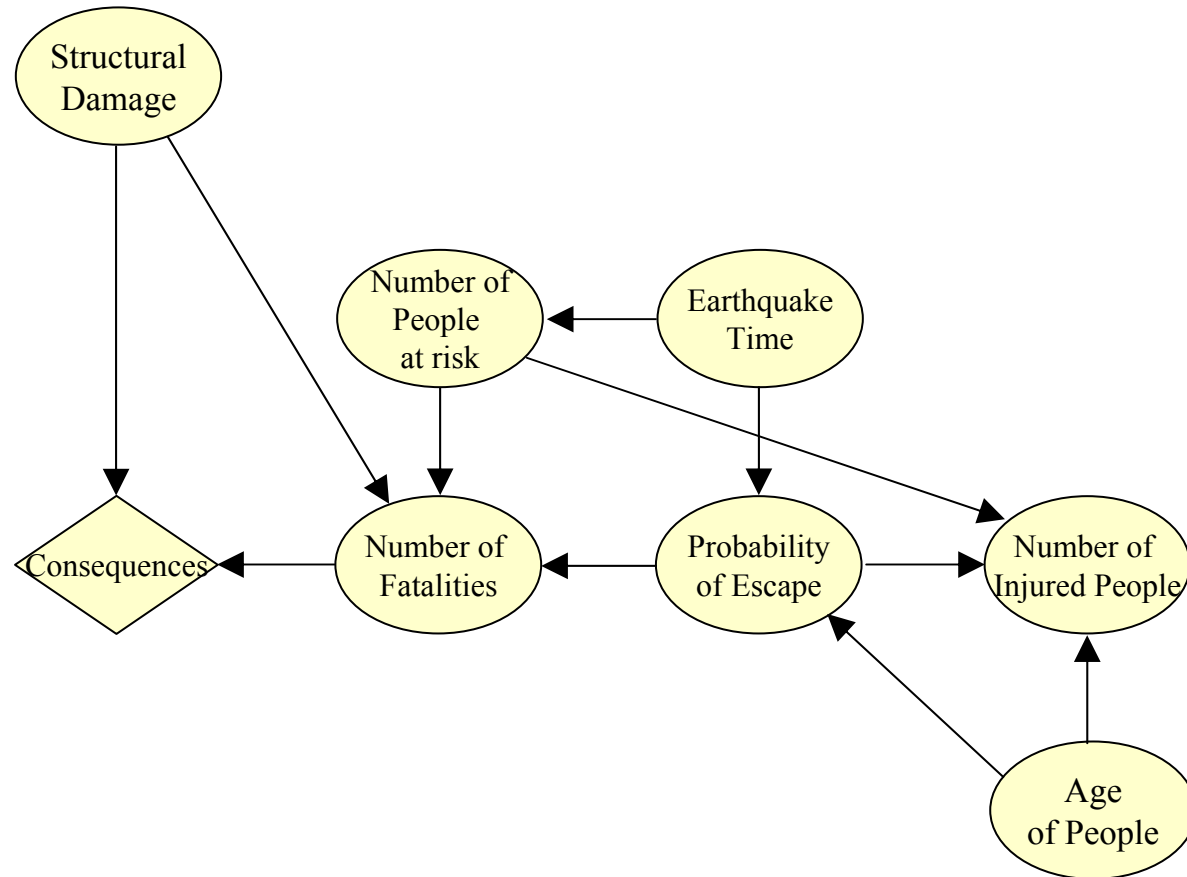 Structural
Damage
Number of
People
at risk
Earthquake
Time
Consequences
Number of
Fatalities
Probability
of Escape
Number of
Injured People
Age
of People